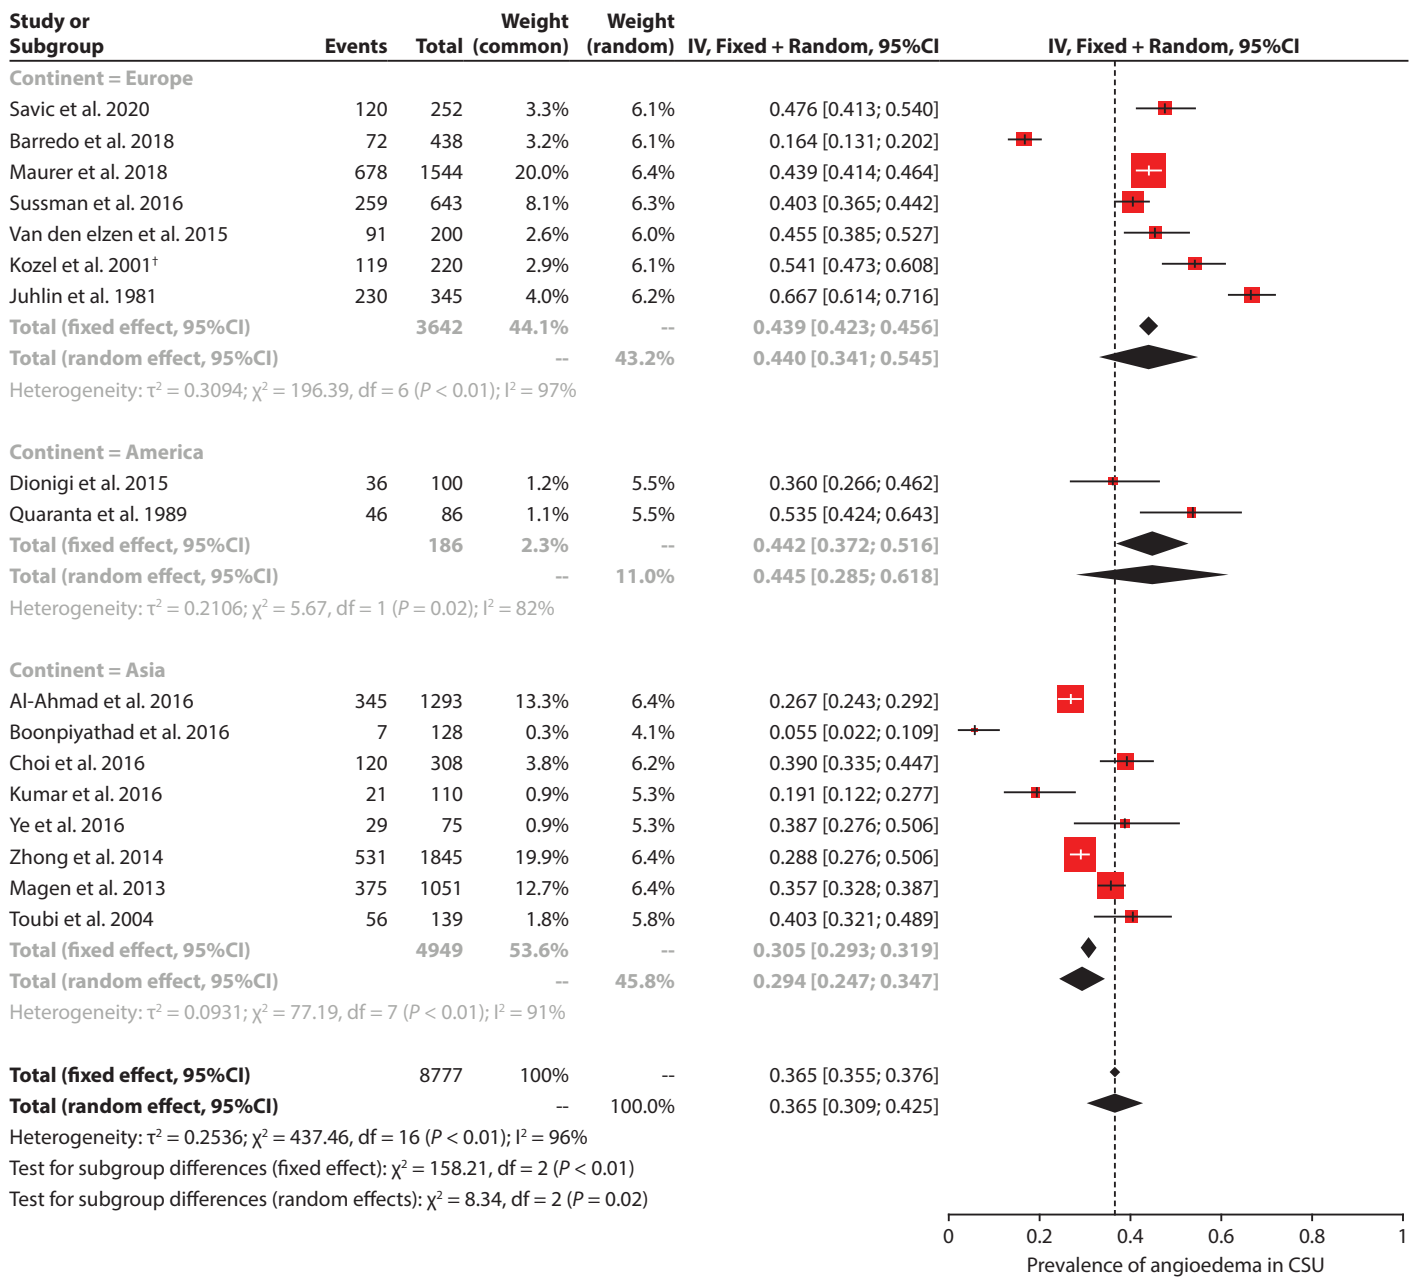 Study or Subgroup Events Total Weight (common) Weight (random) IV, Fixed + Random, 95%CI IV, Fixed + Random, 95%CI
Continent = Europe
Savic et al. 2020 120 252 3.3% 6.1% 0.476 [0.413; 0.540]
Barredo et al. 2018 72 438 3.2% 6.1% 0.164 [0.131; 0.202]
Maurer et al. 2018 678 1544 20.0% 6.4% 0.439 [0.414; 0.464]
Sussman et al. 2016 259 643 8.1% 6.3% 0.403 [0.365; 0.442]
Van den elzen et al. 2015 91 200 2.6% 6.0% 0.455 [0.385; 0.527]
Kozel et al. 2001† 119 220 2.9% 6.1% 0.541 [0.473; 0.608]
Juhlin et al. 1981 230 345 4.0% 6.2% 0.667 [0.614; 0.716]
Total (fixed effect, 95%CI) 3642 44.1% -- 0.439 [0.423; 0.456]
Total (random effect, 95%CI) -- 43.2% 0.440 [0.341; 0.545]
Heterogeneity: τ² = 0.3094; χ² = 196.39, df = 6 (P < 0.01); I² = 97%
Continent = America
Dionigi et al. 2015 36 100 1.2% 5.5% 0.360 [0.266; 0.462]
Quaranta et al. 1989 46 86 1.1% 5.5% 0.535 [0.424; 0.643]
Total (fixed effect, 95%CI) 186 2.3% -- 0.442 [0.372; 0.516]
Total (random effect, 95%CI) -- 11.0% 0.445 [0.285; 0.618]
Heterogeneity: τ² = 0.2106; χ² = 5.67, df = 1 (P = 0.02); I² = 82%
Continent = Asia
Al-Ahmad et al. 2016 345 1293 13.3% 6.4% 0.267 [0.243; 0.292]
Boonpiyathad et al. 2016 7 128 0.3% 4.1% 0.055 [0.022; 0.109]
Choi et al. 2016 120 308 3.8% 6.2% 0.390 [0.335; 0.447]
Kumar et al. 2016 21 110 0.9% 5.3% 0.191 [0.122; 0.277]
Ye et al. 2016 29 75 0.9% 5.3% 0.387 [0.276; 0.506]
Zhong et al. 2014 531 1845 19.9% 6.4% 0.288 [0.276; 0.506]
Magen et al. 2013 375 1051 12.7% 6.4% 0.357 [0.328; 0.387]
Toubi et al. 2004 56 139 1.8% 5.8% 0.403 [0.321; 0.489]
Total (fixed effect, 95%CI) 4949 53.6% -- 0.305 [0.293; 0.319]
Total (random effect, 95%CI) -- 45.8% 0.294 [0.247; 0.347]
Heterogeneity: τ² = 0.0931; χ² = 77.19, df = 7 (P < 0.01); I² = 91%
Total (fixed effect, 95%CI) 8777 100% -- 0.365 [0.355; 0.376]
Total (random effect, 95%CI) -- 100.0% 0.365 [0.309; 0.425]
Heterogeneity: τ² = 0.2536; χ² = 437.46, df = 16 (P < 0.01); I² = 96%
Test for subgroup differences (fixed effect): χ² = 158.21, df = 2 (P < 0.01)
Test for subgroup differences (random effects): χ² = 8.34, df = 2 (P = 0.02)
0 0.2 0.4 0.6 0.8 1
Prevalence of angioedema in CSU